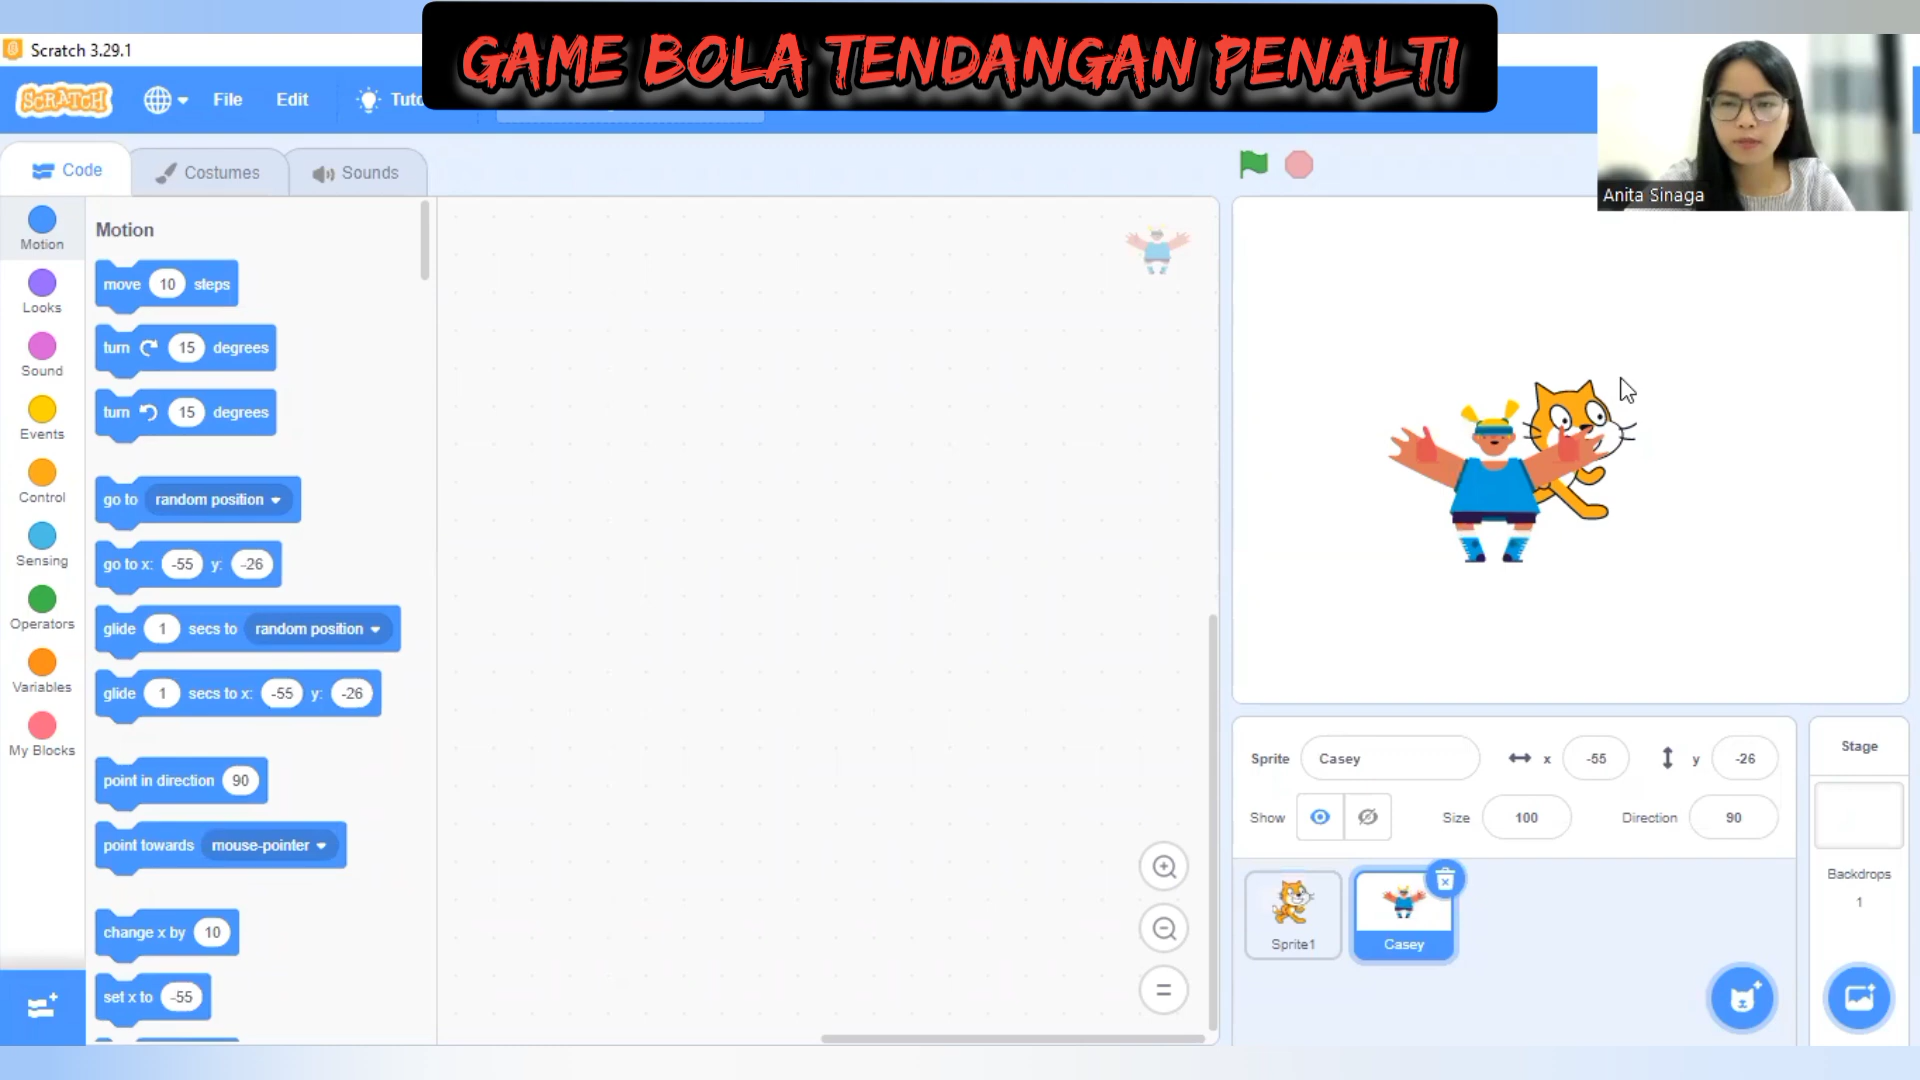 GAME BOLA TENDANGAN PENALTI
Scratch 3.29.1
SCRATCH
File
Edit
Anita Sinaga
Code
Costumes
Sounds
Motion
Looks
Sound
Events
Control
Sensing
Operators
Variables
My Blocks
Motion
move 10 steps
turn 15 degrees
turn 15 degrees
go to random position
go to x: -55 y: -26
glide 1 secs to random position
glide 1 secs to x: -55 y: -26
point in direction 90
point towards mouse-pointer
change x by 10
set x to -55
Sprite Casey x -55 y -26
Show Size 100 Direction 90
Sprite1
Casey
Stage
Backdrops
1